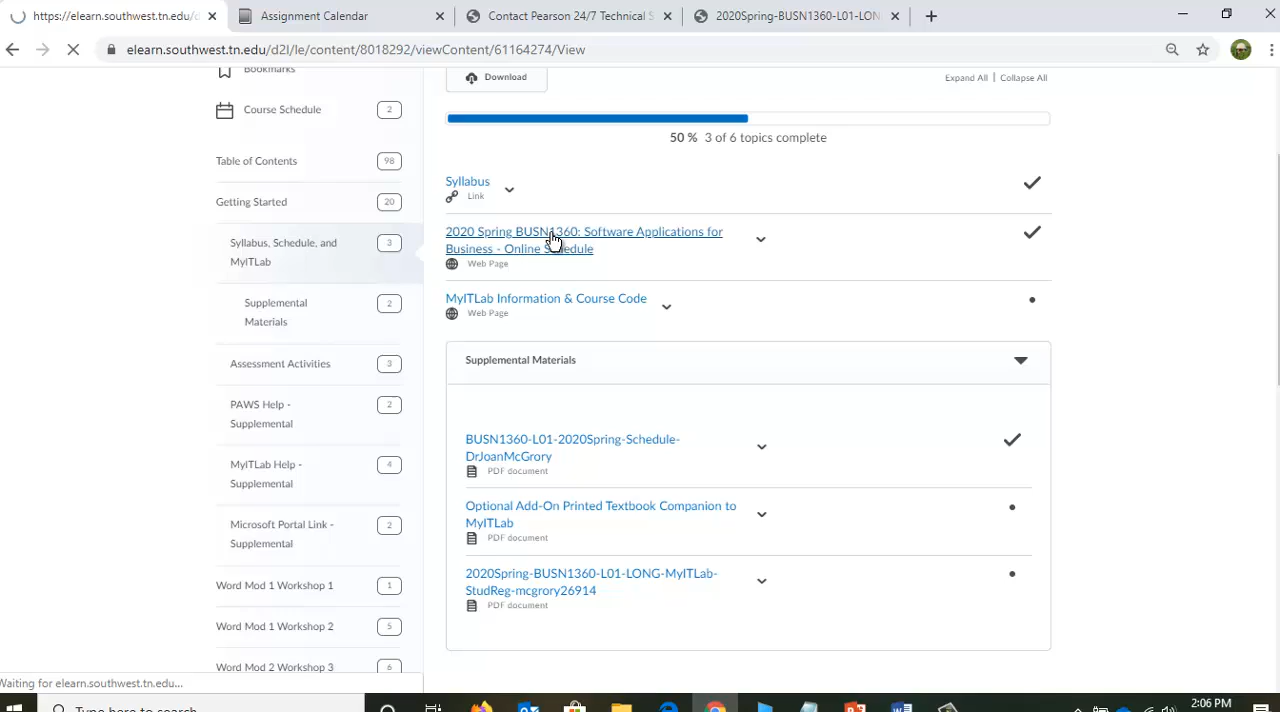 https://elearn.southwest.tn.edu/d
Assignment Calendar
Contact Pearson 24/7 Technical S
2020Spring-BUSN1360-L01-LON
elearn.southwest.tn.edu/d2l/le/content/8018292/viewContent/61164274/View
Bookmarks
Download
Expand All | Collapse All
Course Schedule 2
50 % 3 of 6 topics complete
Table of Contents 98
Getting Started 20
Syllabus, Schedule, and
MyITLab
3
Supplemental
Materials
2
Assessment Activities 3
PAWS Help -
Supplemental
2
MyITLab Help -
Supplemental
4
Microsoft Portal Link -
Supplemental
2
Word Mod 1 Workshop 1 1
Word Mod 1 Workshop 2 5
Word Mod 2 Workshop 3 6
Syllabus
Link
2020 Spring BUSN1360: Software Applications for
Business - Online Schedule
Web Page
MyITLab Information & Course Code
Web Page
Supplemental Materials
BUSN1360-L01-2020Spring-Schedule-
DrJoanMcGrory
PDF document
Optional Add-On Printed Textbook Companion to
MyITLab
PDF document
2020Spring-BUSN1360-L01-LONG-MyITLab-
StudReg-mcgrory26914
PDF document
Waiting for elearn.southwest.tn.edu...
Type here to search
2:06 PM